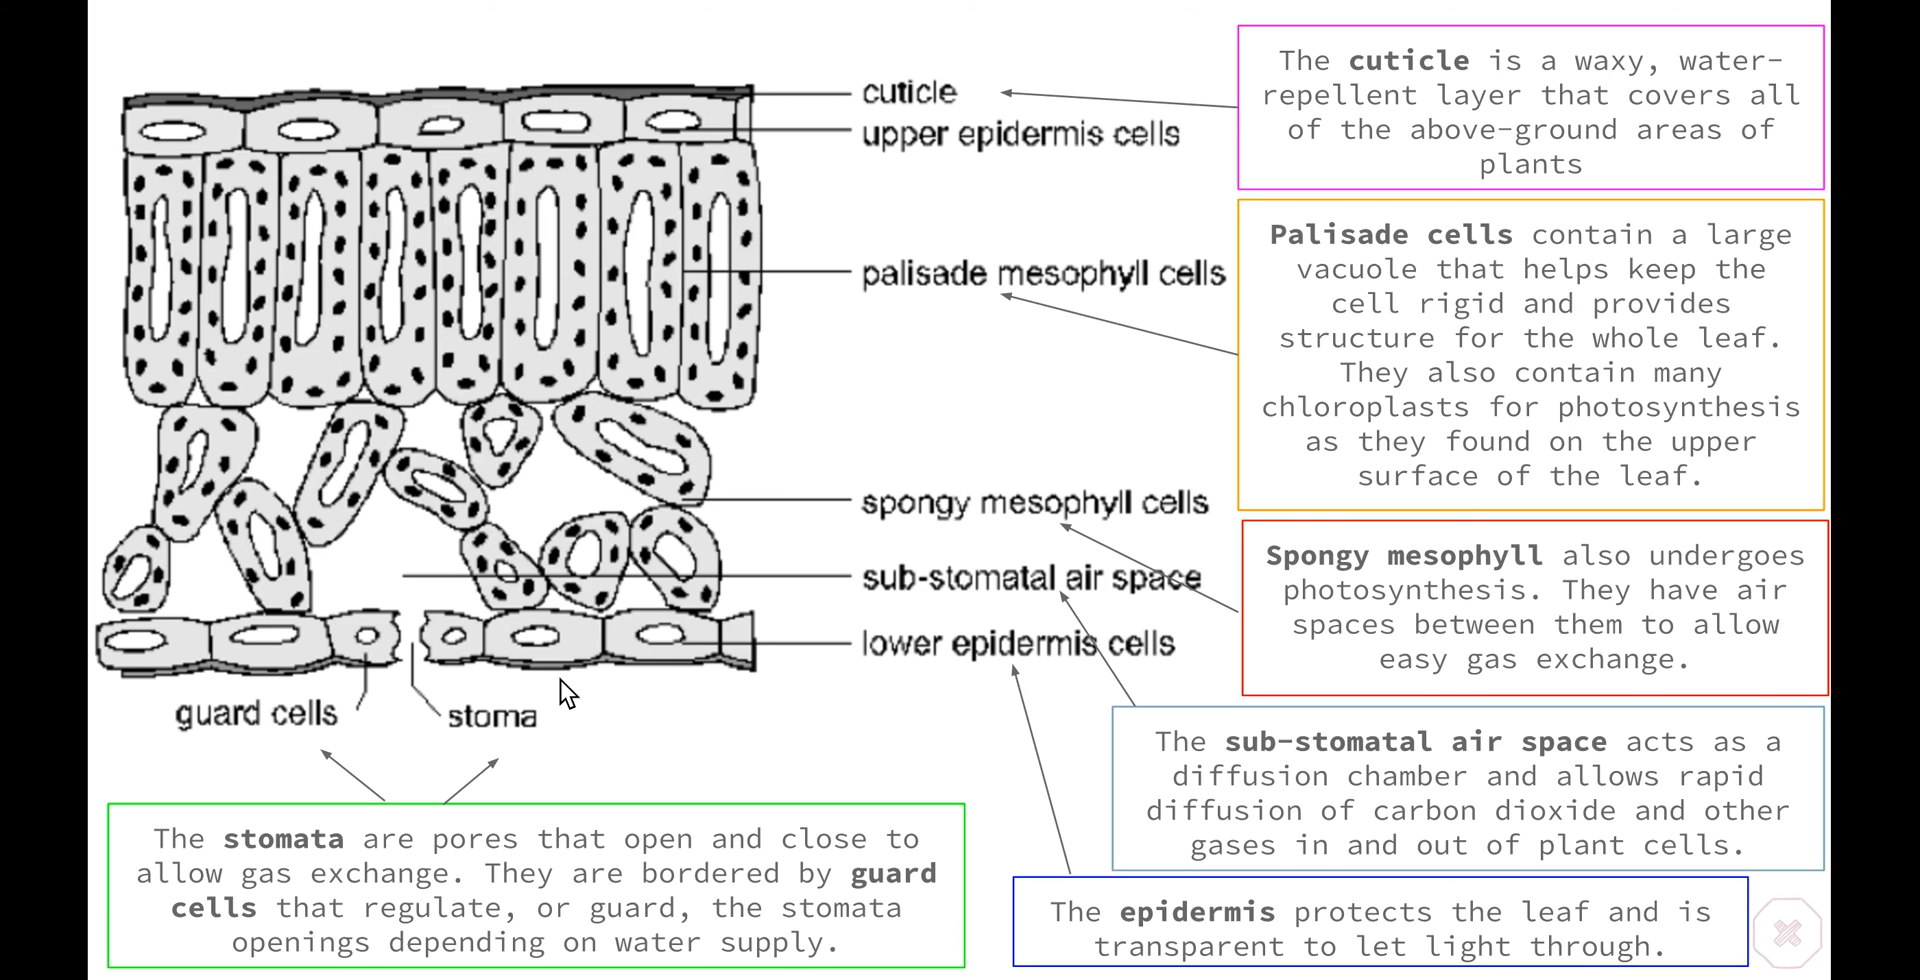 cuticle
upper epidermis cells
palisade mesophyll cells
spongy mesophyll cells
sub-stomatal air space
lower epidermis cells
guard cells
stoma
The cuticle is a waxy, water-
repellent layer that covers all
of the above-ground areas of
plants
Palisade cells contain a large
vacuole that helps keep the
cell rigid and provides
structure for the whole leaf.
They also contain many
chloroplasts for photosynthesis
as they found on the upper
surface of the leaf.
Spongy mesophyll also undergoes
photosynthesis. They have air
spaces between them to allow
easy gas exchange.
The sub-stomatal air space acts as a
diffusion chamber and allows rapid
diffusion of carbon dioxide and other
gases in and out of plant cells.
The epidermis protects the leaf and is
transparent to let light through.
The stomata are pores that open and close to
allow gas exchange. They are bordered by guard
cells that regulate, or guard, the stomata
openings depending on water supply.